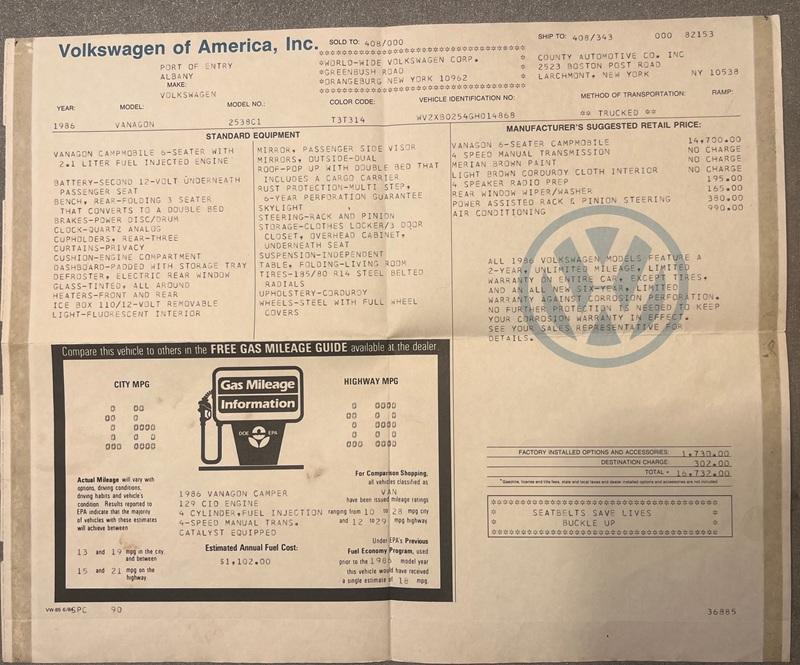 Volkswagen of America, Inc.
SOLD TO: 408/000
SHIP TO: 408/343 000 82153
PORT OF ENTRY
ALBANY
MAKE:
VOLKSWAGEN
*WORLD-WIDE VOLKSWAGEN CORP. *
*GREENBUSH ROAD *
*ORANGEBURG NEW YORK 10962 *
COUNTY AUTOMOTIVE CO. INC
2523 BOSTON POST ROAD
LARCHMONT, NEW YORK NY 10538
YEAR: MODEL: MODEL NO.: COLOR CODE: VEHICLE IDENTIFICATION NO: METHOD OF TRANSPORTATION: RAMP:
1986 VANAGON 2538C1 T3T314 WV2XB0254GH014868 ** TRUCKED **
STANDARD EQUIPMENT
VANAGON CAMPMOBILE 6-SEATER WITH
2.1 LITER FUEL INJECTED ENGINE
BATTERY-SECOND 12-VOLT UNDERNEATH
PASSENGER SEAT
BENCH, REAR-FOLDING 3 SEATER
THAT CONVERTS TO A DOUBLE BED
BRAKES-POWER DISC/DRUM
CLOCK-QUARTZ ANALOG
CUPHOLDERS, REAR-THREE
CURTAINS-PRIVACY
CUSHION-ENGINE COMPARTMENT
DASHBOARD-PADDED WITH STORAGE TRAY
DEFROSTER, ELECTRIC REAR WINDOW
GLASS-TINTED, ALL AROUND
HEATERS-FRONT AND REAR
ICE BOX 110/12-VOLT REMOVABLE
LIGHT-FLUORESCENT INTERIOR
MIRROR, PASSENGER SIDE VISOR
MIRRORS, OUTSIDE-DUAL
ROOF-POP UP WITH DOUBLE BED THAT
INCLUDES A CARGO CARRIER
RUST PROTECTION-MULTI STEP,
6-YEAR PERFORATION GUARANTEE
SKYLIGHT
STEERING-RACK AND PINION
STORAGE-CLOTHES LOCKER/3 DOOR
CLOSET, OVERHEAD CABINET,
UNDERNEATH SEAT
SUSPENSION-INDEPENDENT
TABLE, FOLDING-LIVING ROOM
TIRES-185/80 R14 STEEL BELTED
RADIALS
UPHOLSTERY-CORDUROY
WHEELS-STEEL WITH FULL WHEEL
COVERS
MANUFACTURER'S SUGGESTED RETAIL PRICE:
VANAGON 6-SEATER CAMPMOBILE 14,700.00
4 SPEED MANUAL TRANSMISSION NO CHARGE
MERIAN BROWN PAINT NO CHARGE
LIGHT BROWN CORDUROY CLOTH INTERIOR NO CHARGE
4 SPEAKER RADIO PREP 195.00
REAR WINDOW WIPER/WASHER 165.00
POWER ASSISTED RACK & PINION STEERING 380.00
AIR CONDITIONING 990.00
ALL 1986 VOLKSWAGEN MODELS FEATURE A
2-YEAR, UNLIMITED MILEAGE, LIMITED
WARRANTY ON ENTIRE CAR, EXCEPT TIRES,
AND AN ALL NEW SIX-YEAR, LIMITED
WARRANTY AGAINST CORROSION PERFORATION.
NO FURTHER PROTECTION IS NEEDED TO KEEP
YOUR CORROSION WARRANTY IN EFFECT.
SEE YOUR SALES REPRESENTATIVE FOR
DETAILS.
FACTORY INSTALLED OPTIONS AND ACCESSORIES: 1,730.00
DESTINATION CHARGE: 302.00
TOTAL * 16,732.00
*Gasoline, license and title fees, state and local taxes and dealer installed options and accessories are not included.
SEATBELTS SAVE LIVES
BUCKLE UP
Compare this vehicle to others in the FREE GAS MILEAGE GUIDE available at the dealer.
CITY MPG
Gas Mileage
Information
DOE EPA
HIGHWAY MPG
Actual Mileage will vary with
options, driving conditions,
driving habits and vehicle's
condition. Results reported to
EPA indicate that the majority
of vehicles with these estimates
will achieve between
13 and 19 mpg in the city
and between
15 and 21 mpg on the
highway
1986 VANAGON CAMPER
129 CID ENGINE
4 CYLINDER, FUEL INJECTION
4-SPEED MANUAL TRANS.
CATALYST EQUIPPED
Estimated Annual Fuel Cost:
$1,102.00
For Comparison Shopping,
all vehicles classified as
VAN
have been issued mileage ratings
ranging from 10 to 28 mpg city
and 12 to 29 mpg highway
Under EPA's Previous
Fuel Economy Program, used
prior to the 1986 model year
this vehicle would have received
a single estimate of 18 mpg.
VW-85 6/85 SPC 90
36885